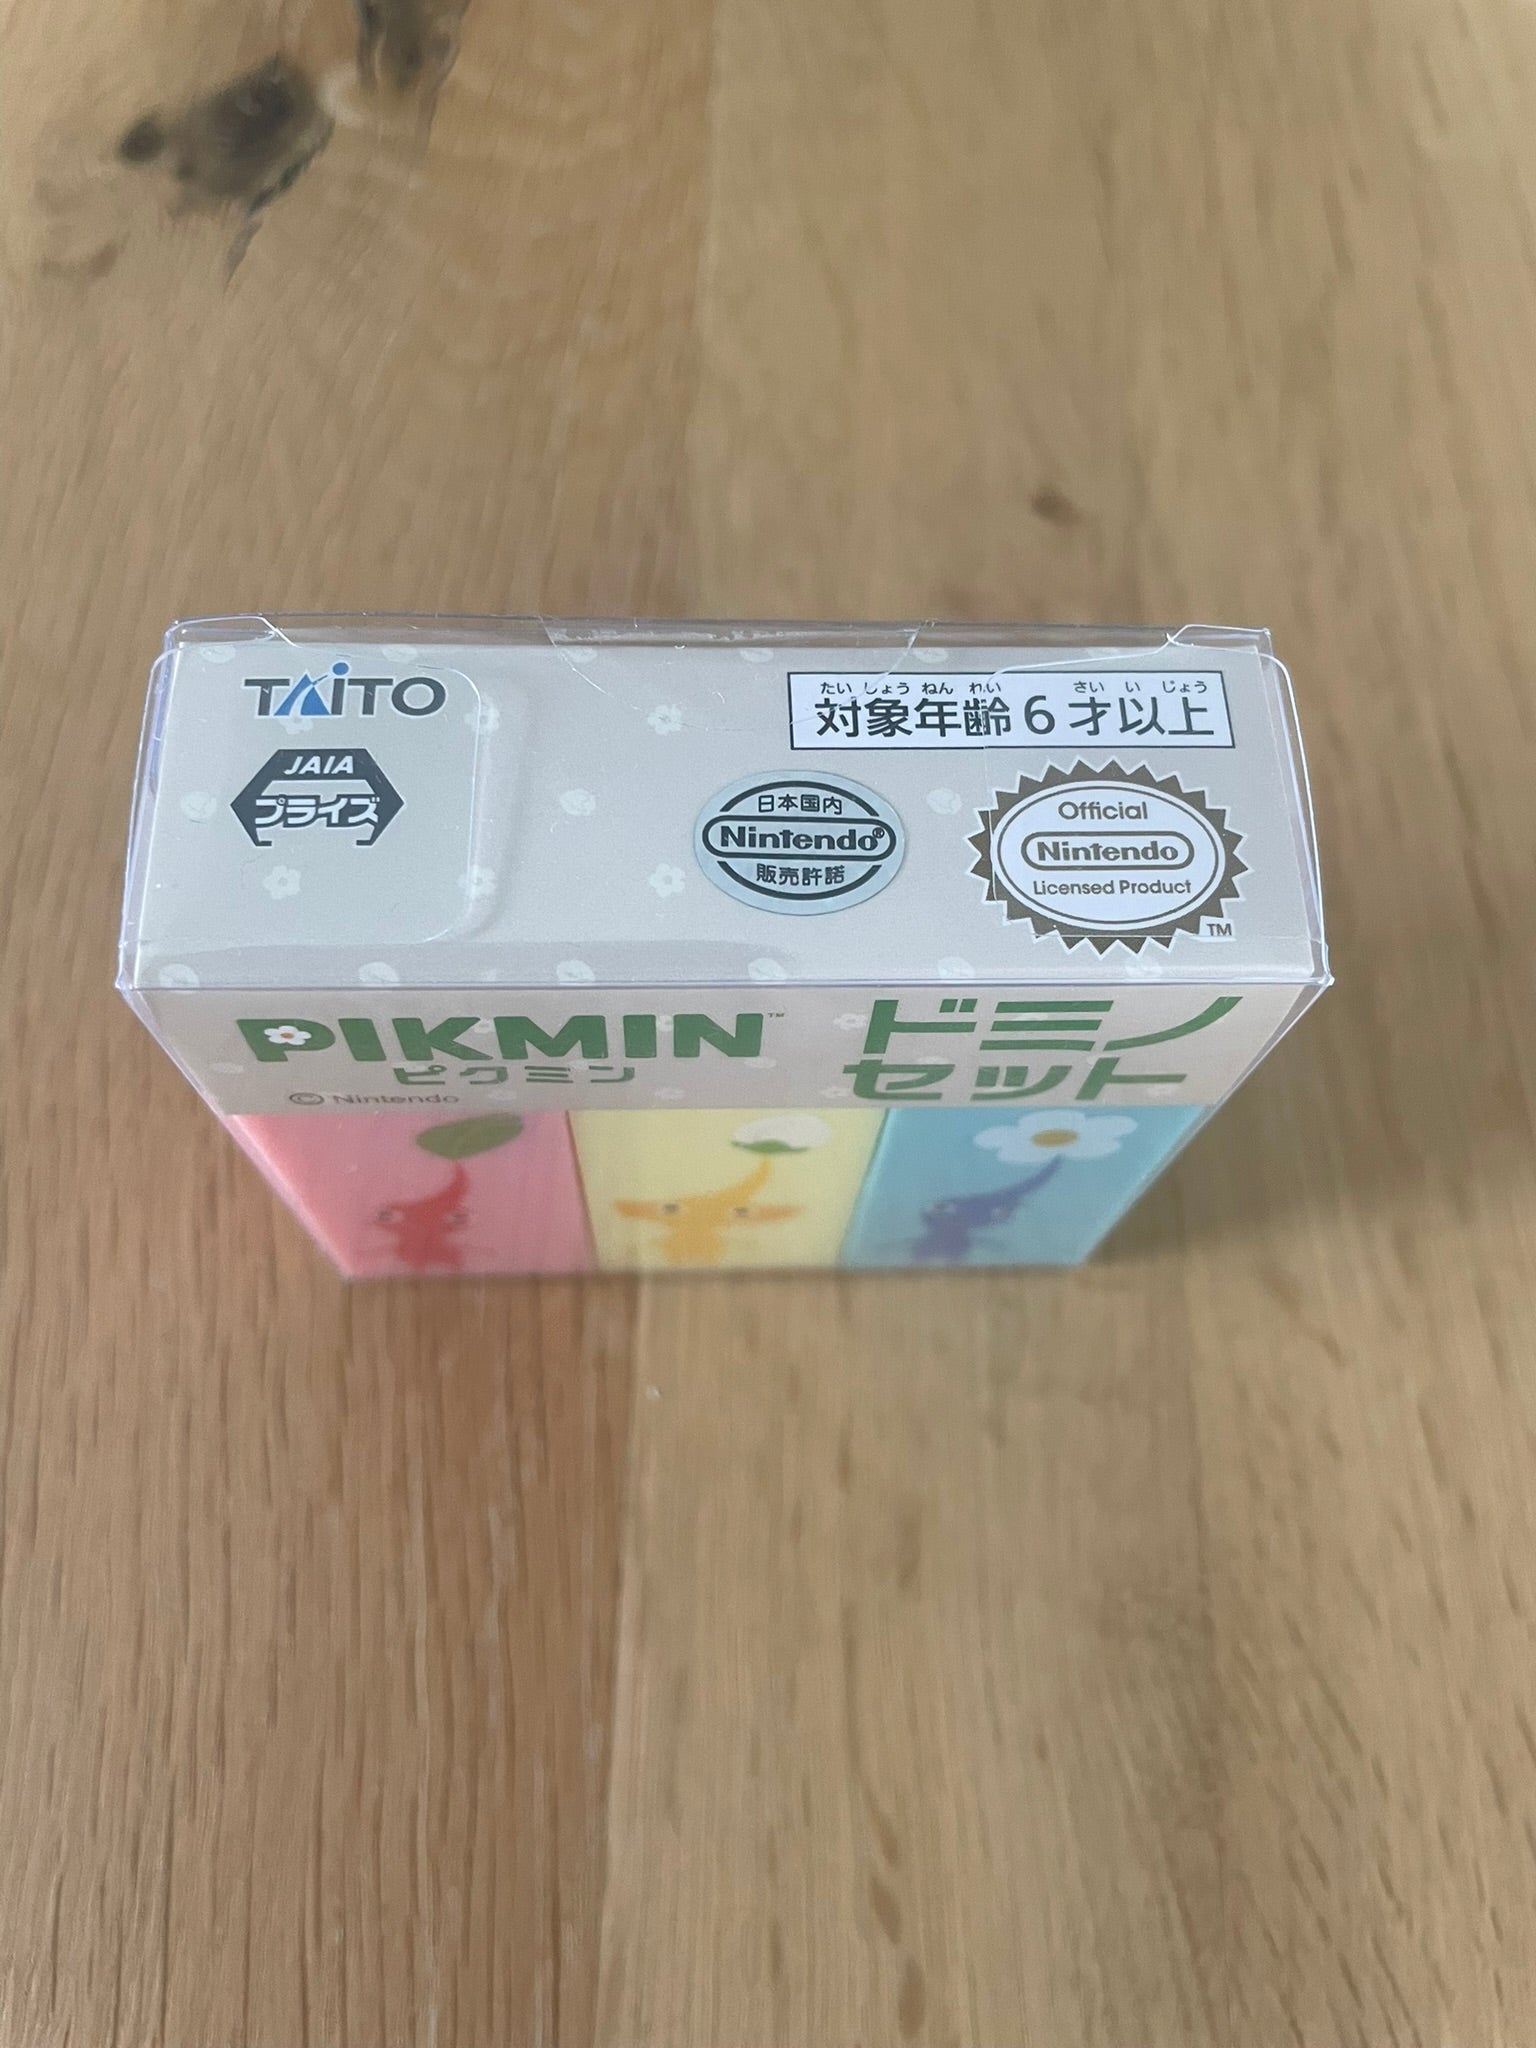 TAITO
JAIA
プライズ
たいしょうねんれい さいいじょう
対象年齢6才以上
日本国内
Nintendo®
販売許諾
Official
Nintendo
Licensed Product
TM
PIKMIN™
ピクミン
© Nintendo
ドミノ
セット